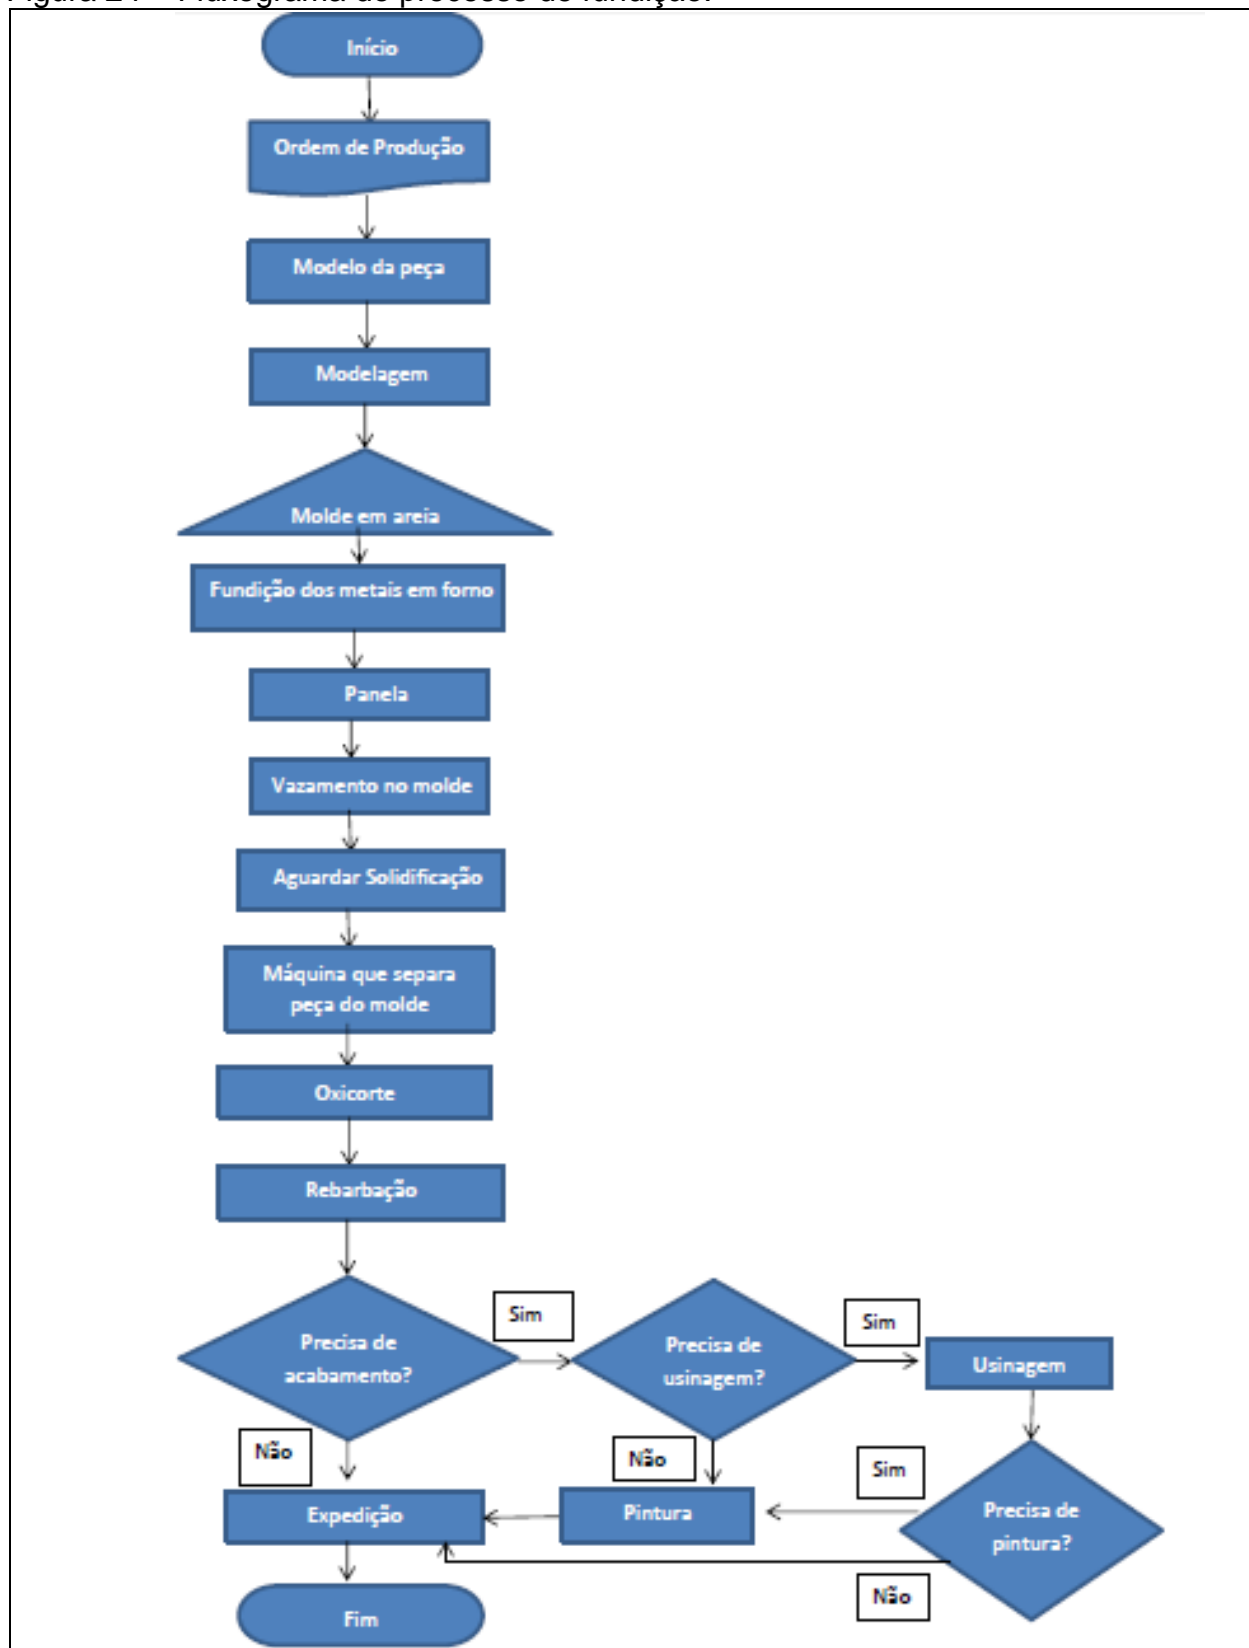 Início
Ordem de Produção
Modelo da peça
Modelagem
Molde em areia
Fundição dos metais em forno
Panela
Vazamento no molde
Aguardar Solidificação
Máquina que separa
peça do molde
Oxicorte
Rebarbação
Precisa de
acabamento?
Sim
Precisa de
usinagem?
Sim
Usinagem
Não
Não
Sim
Expedição
Pintura
Precisa de
pintura?
Não
Fim